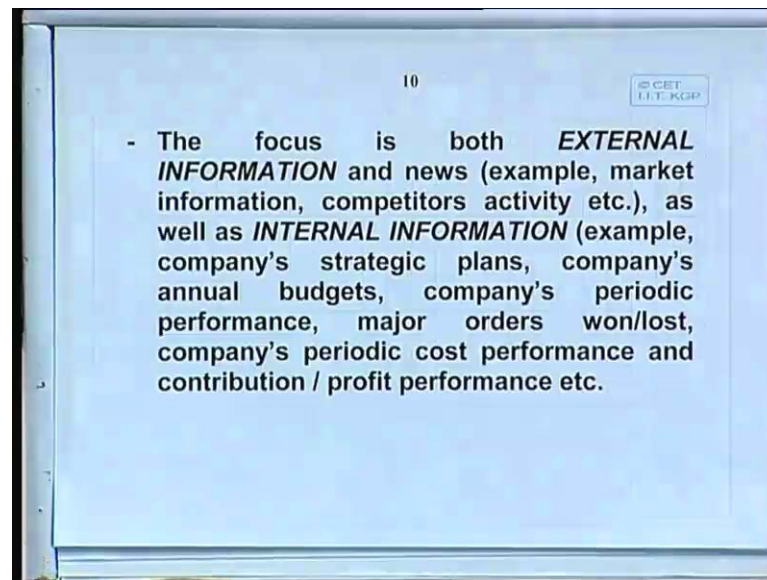 10
© CET
I.I.T. KGP
- The focus is both EXTERNAL
INFORMATION and news (example, market
information, competitors activity etc.), as
well as INTERNAL INFORMATION (example,
company's strategic plans, company's
annual budgets, company's periodic
performance, major orders won/lost,
company's periodic cost performance and
contribution / profit performance etc.